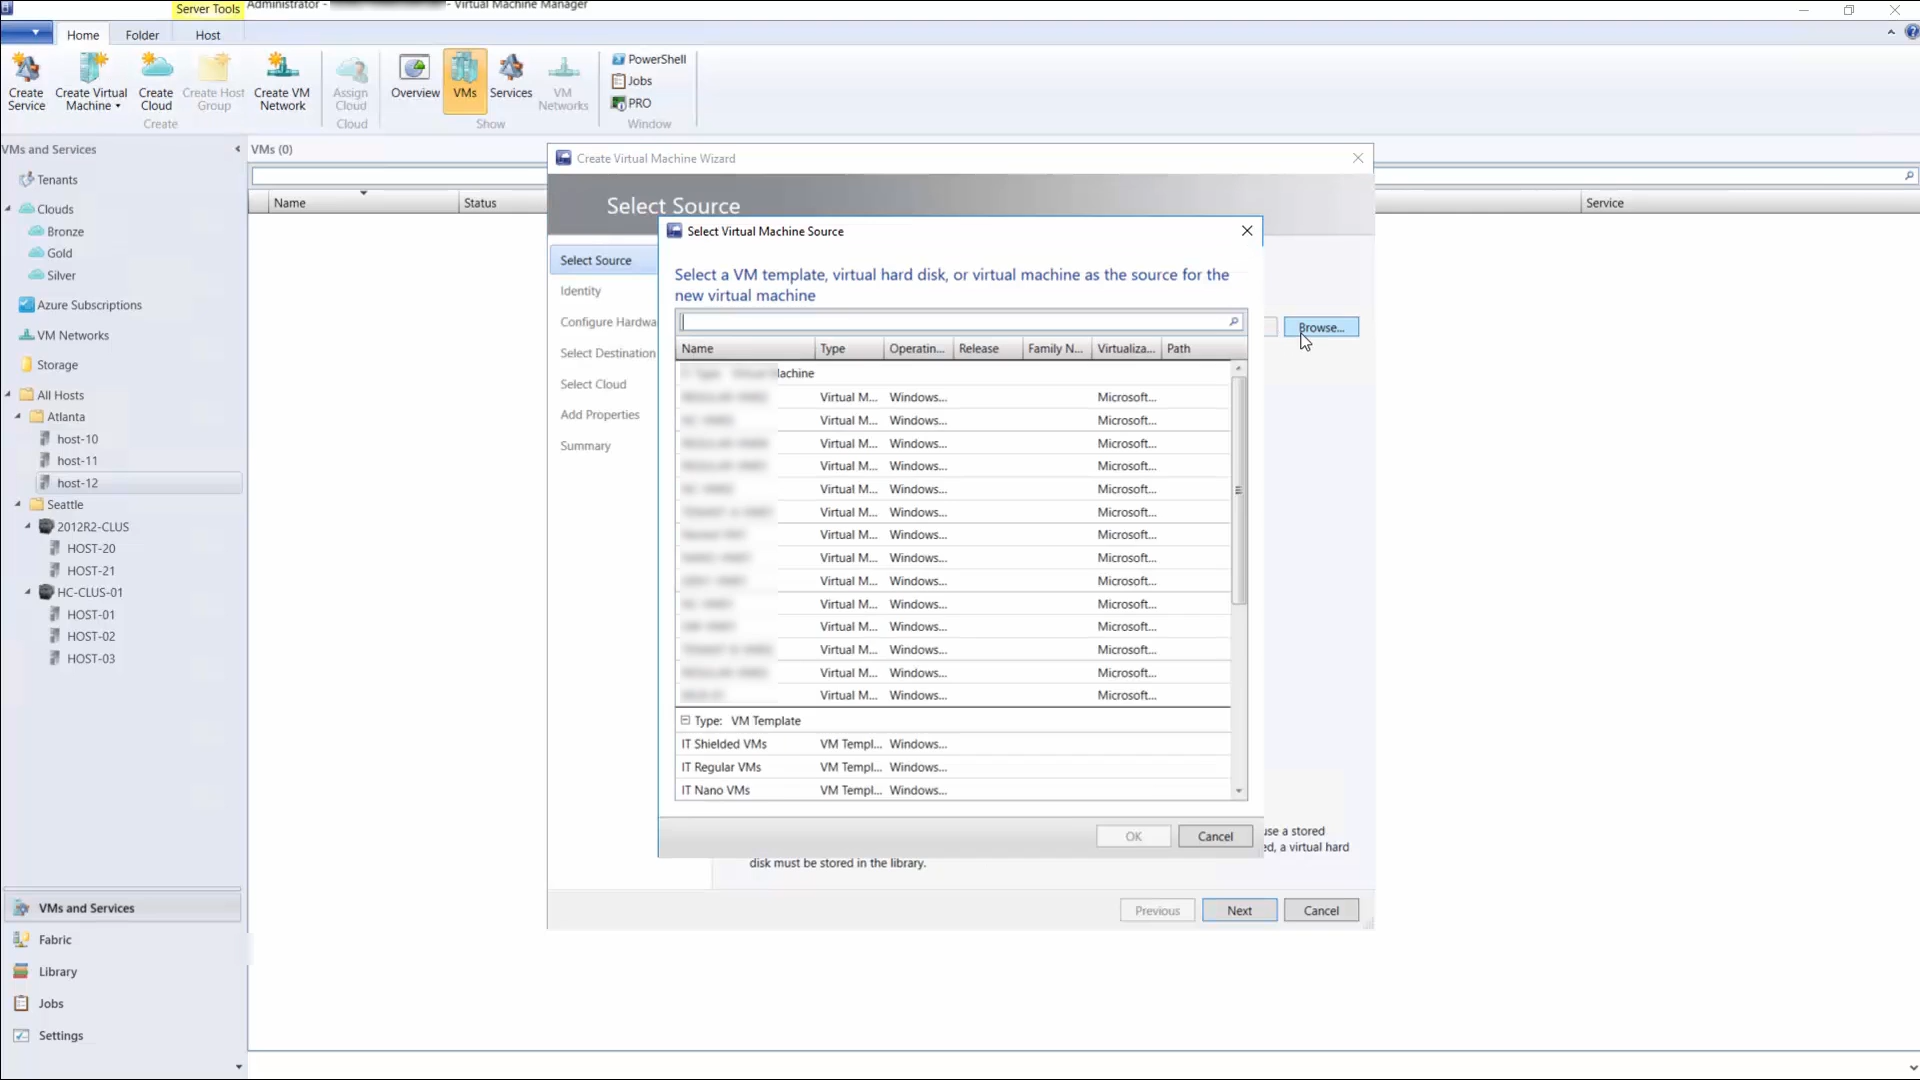 Server Tools
Administrator -
- Virtual Machine Manager
Home
Folder
Host
Create Service
Create Virtual Machine
Create Cloud
Create Host Group
Create VM Network
Assign Cloud
Overview
VMs
Services
VM Networks
PowerShell
Jobs
PRO
Create
Cloud
Show
Window
VMs and Services
VMs (0)
Name
Status
Service
Tenants
Clouds
Bronze
Gold
Silver
Azure Subscriptions
VM Networks
Storage
All Hosts
Atlanta
host-10
host-11
host-12
Seattle
2012R2-CLUS
HOST-20
HOST-21
HC-CLUS-01
HOST-01
HOST-02
HOST-03
VMs and Services
Fabric
Library
Jobs
Settings
Create Virtual Machine Wizard
Select Source
Select Source
Identity
Configure Hardwa
Select Destination
Select Cloud
Add Properties
Summary
Browse...
Select Virtual Machine Source
Select a VM template, virtual hard disk, or virtual machine as the source for the
new virtual machine
Name Type Operatin... Release Family N... Virtualiza... Path
lachine
Virtual M... Windows... Microsoft...
Virtual M... Windows... Microsoft...
Virtual M... Windows... Microsoft...
Virtual M... Windows... Microsoft...
Virtual M... Windows... Microsoft...
Virtual M... Windows... Microsoft...
Virtual M... Windows... Microsoft...
Virtual M... Windows... Microsoft...
Virtual M... Windows... Microsoft...
Virtual M... Windows... Microsoft...
Virtual M... Windows... Microsoft...
Virtual M... Windows... Microsoft...
Virtual M... Windows... Microsoft...
Virtual M... Windows... Microsoft...
Type: VM Template
IT Shielded VMs VM Templ... Windows...
IT Regular VMs VM Templ... Windows...
IT Nano VMs VM Templ... Windows...
OK
Cancel
use a stored
ed, a virtual hard
disk must be stored in the library.
Previous
Next
Cancel